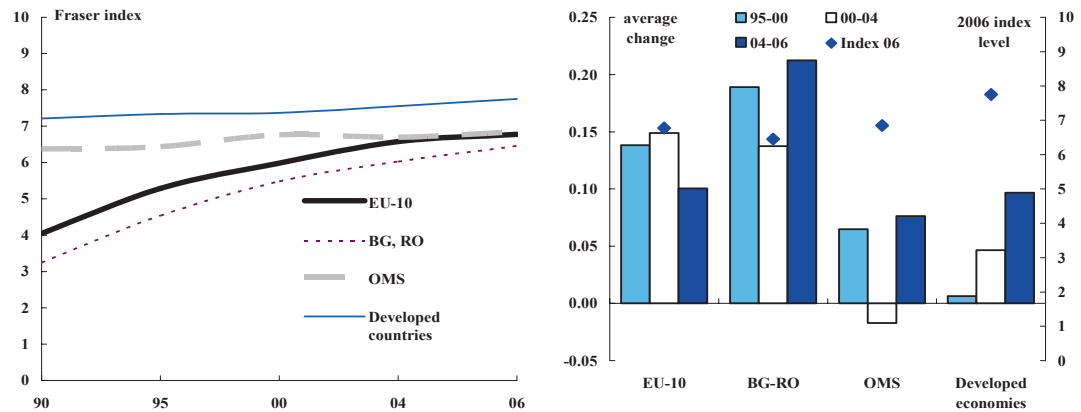 Fraser index
10
9
8
7
6
5
4
3
2
1
0
90
95
00
04
06
EU-10
BG, RO
OMS
Developed
countries
average
change
95-00
00-04
04-06
Index 06
2006 index
level
0.25
0.20
0.15
0.10
0.05
0.00
-0.05
10
9
8
7
6
5
4
3
2
1
0
EU-10
BG-RO
OMS
Developed
economies